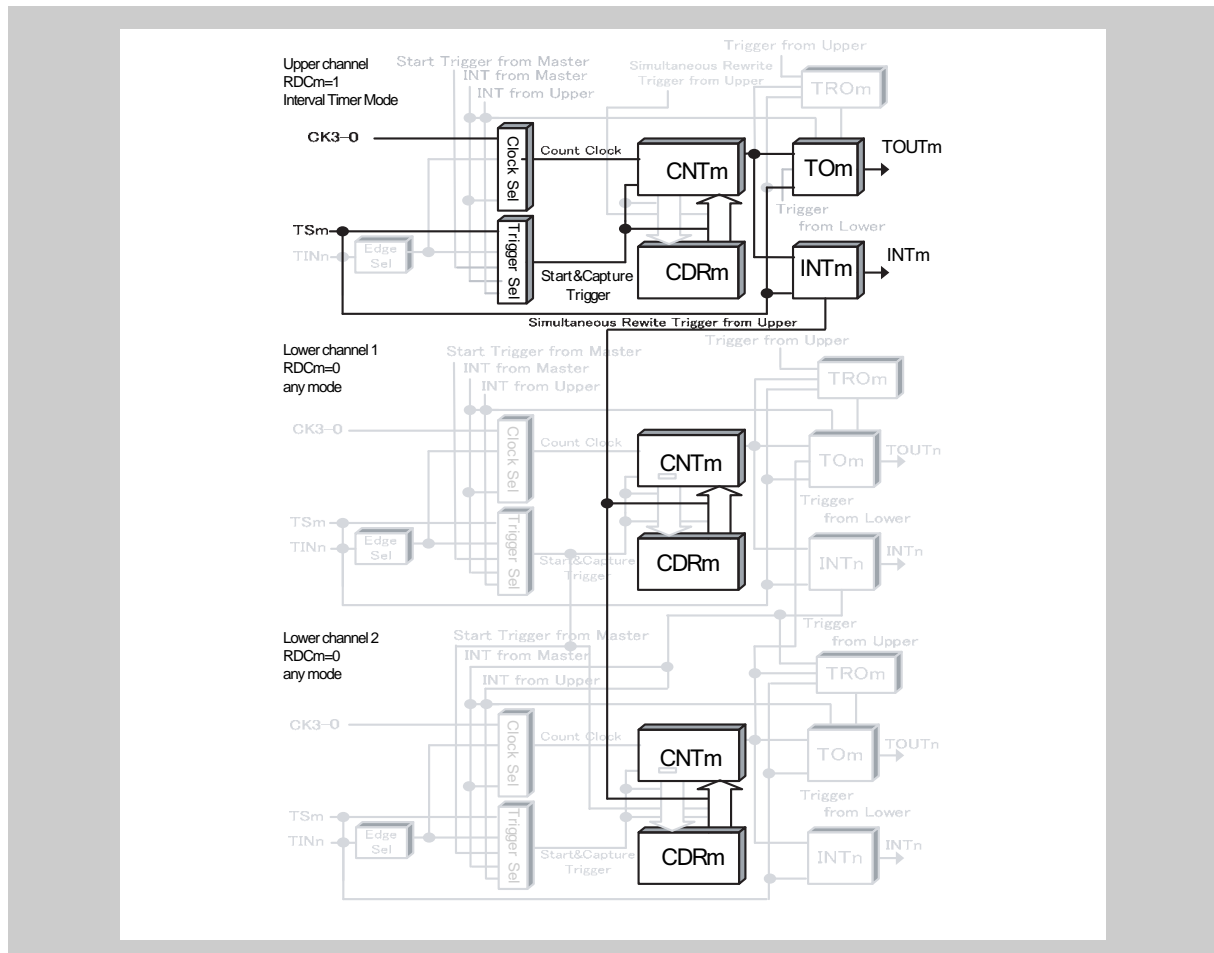 Upper channel
RDCm=1
Interval Timer Mode
Start Trigger from Master
INT from Master
INT from Upper
Simultaneous Rewrite
Trigger from Upper
Trigger from Upper
TROm
CK3-0
Clock Sel
Count Clock
CNTm
TOm
TOUTm
Trigger
from Lower
TSm
TINn
Edge
Sel
Trigger Sel
Start&Capture
Trigger
CDRm
INTm
INTm
Simultaneous Rewite Trigger from Upper
Lower channel 1
RDCm=0
any mode
Start Trigger from Master
INT from Master
INT from Upper
Trigger from Upper
TROm
CK3-0
Clock Sel
Count Clock
CNTm
TOm
TOUTn
Trigger
from Lower
TSm
TINn
Edge
Sel
Trigger Sel
Start&Capture
Trigger
CDRm
INTn
INTn
Lower channel 2
RDCm=0
any mode
Start Trigger from Master
INT from Master
INT from Upper
Trigger
from Upper
TROm
CK3-0
Clock Sel
Count Clock
CNTm
TOm
TOUTn
Trigger
from Lower
TSm
TINn
Edge
Sel
Trigger Sel
Start&Capture
Trigger
CDRm
INTn
INTn